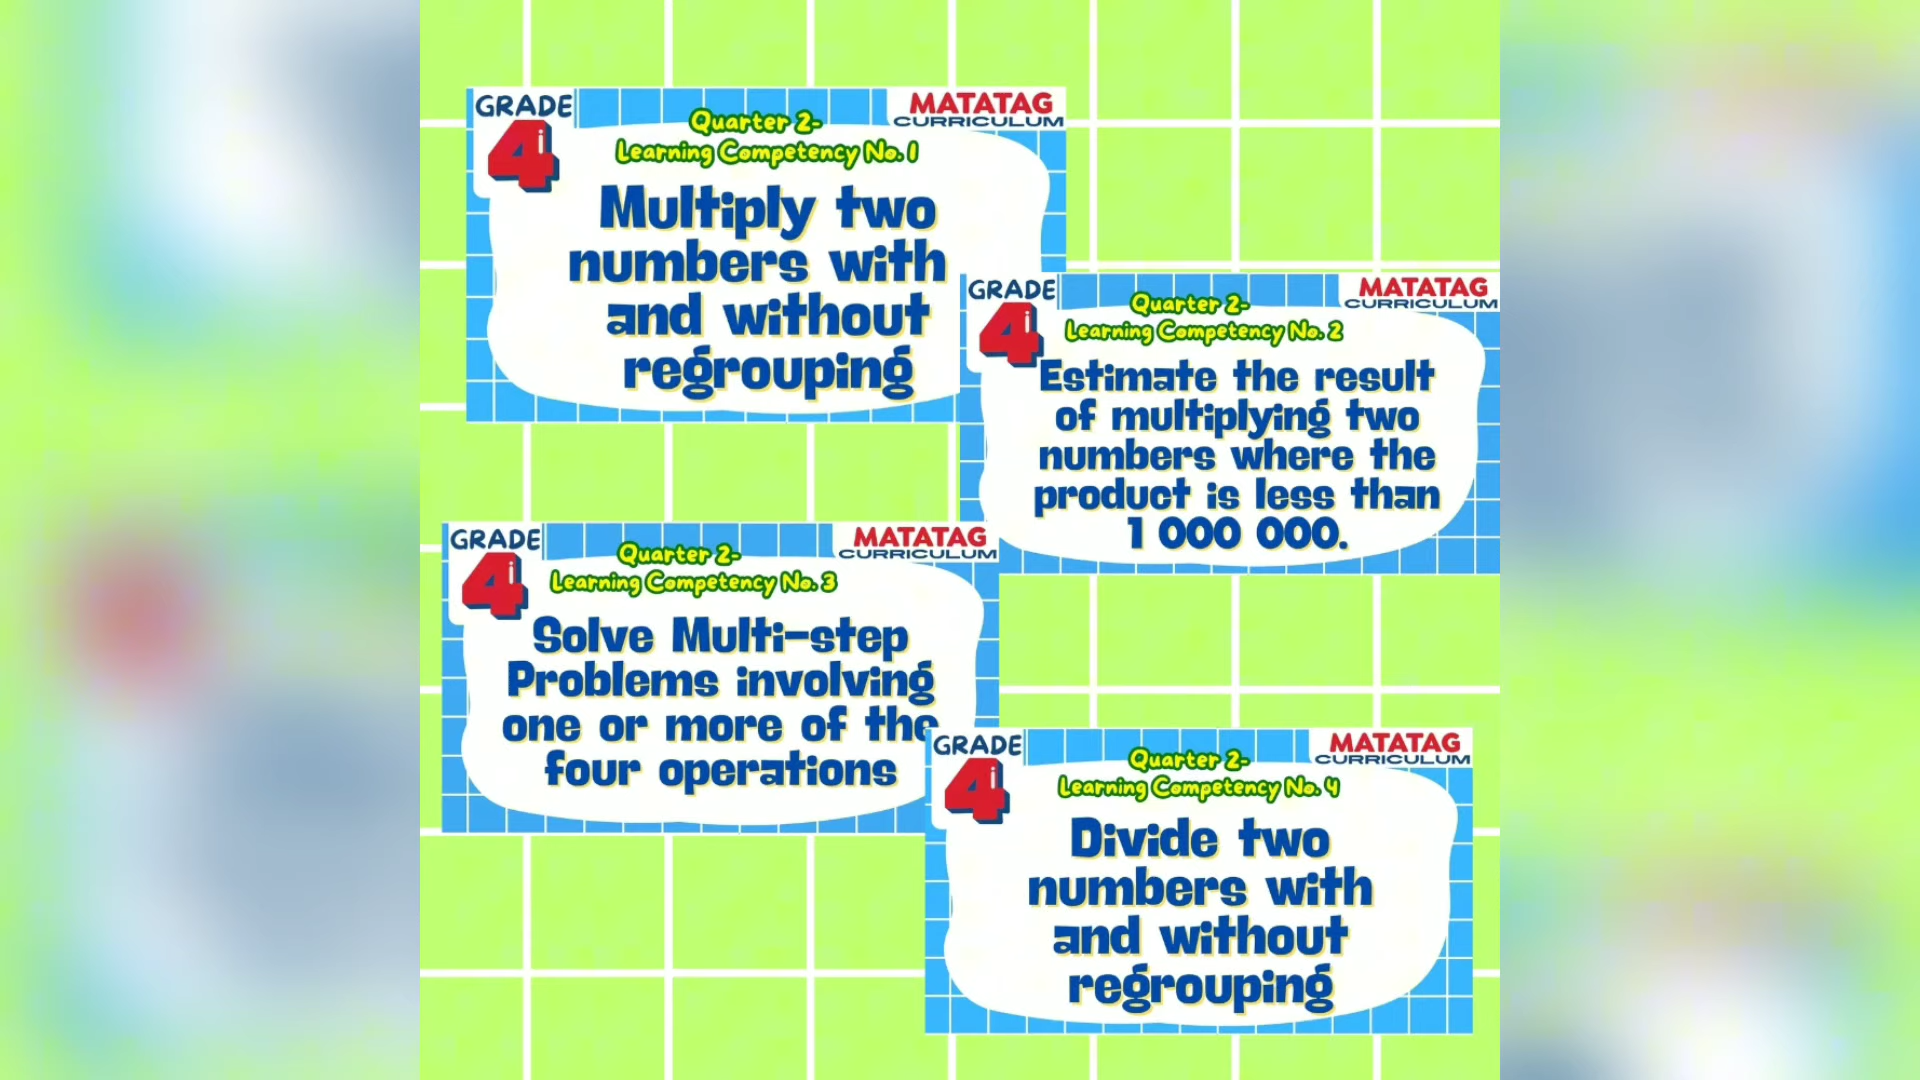 GRADE
4
MATATAG
CURRICULUM
Quarter 2-
Learning Competency No. 1
Multiply two
numbers with
and without
regrouping
GRADE
4
MATATAG
CURRICULUM
Quarter 2-
Learning Competency No. 2
Estimate the result
of multiplying two
numbers where the
product is less than
1 000 000.
GRADE
4
MATATAG
CURRICULUM
Quarter 2-
Learning Competency No. 3
Solve Multi-step
Problems involving
one or more of the
four operations
GRADE
4
MATATAG
CURRICULUM
Quarter 2-
Learning Competency No. 4
Divide two
numbers with
and without
regrouping